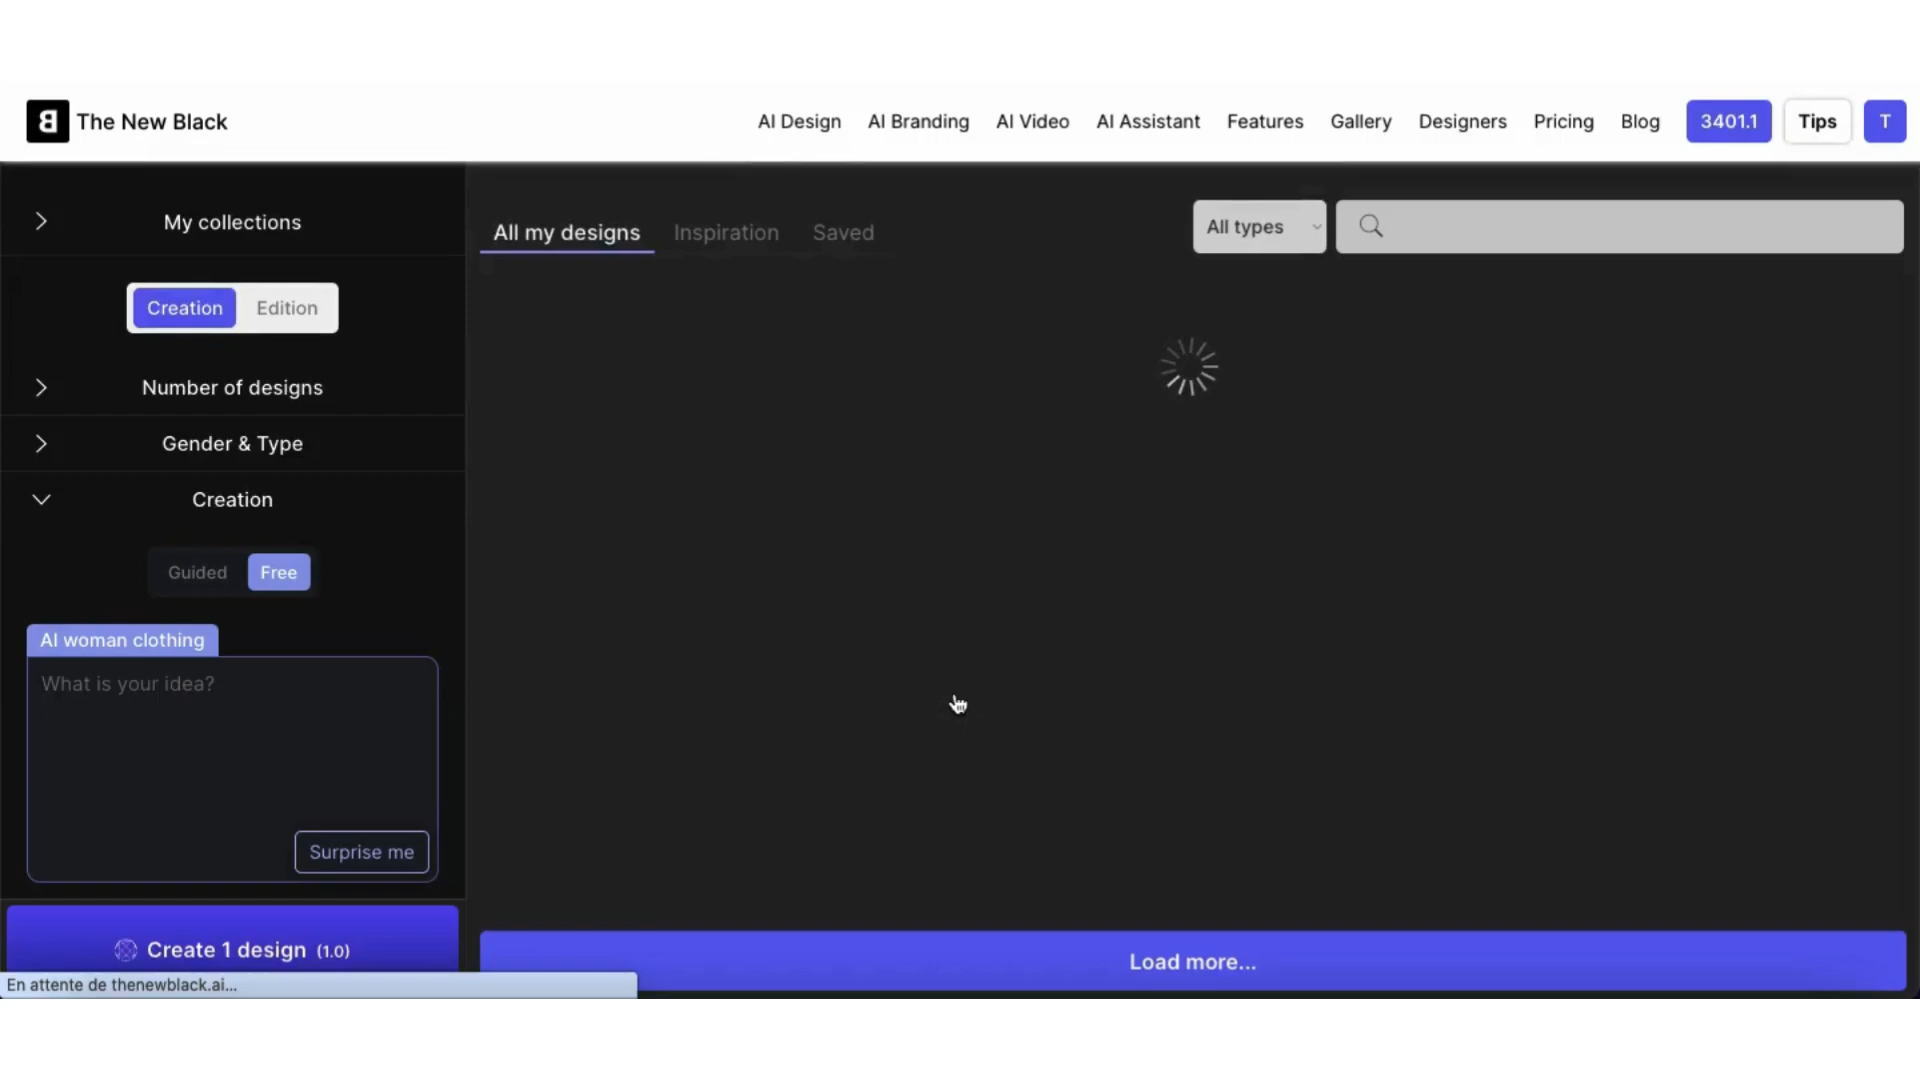 The New Black
AI Design AI Branding AI Video AI Assistant Features Gallery Designers Pricing Blog 3401.1 Tips T
My collections
All my designs Inspiration Saved All types
Creation Edition
Number of designs
Gender & Type
Creation
Guided Free
AI woman clothing
What is your idea?
Surprise me
Create 1 design (1.0)
Load more...
En attente de thenewblack.ai...